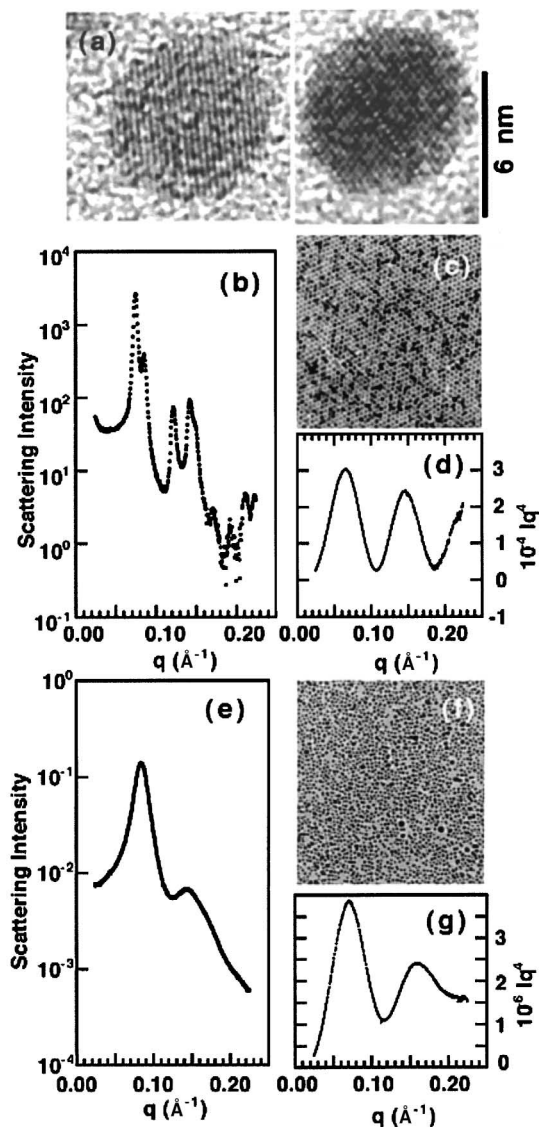 (a)
6 nm
(b)
Scattering Intensity
10^4
10^3
10^2
10^1
10^0
10^-1
0.00 0.10 0.20
q (Å^-1)
(c)
(d)
3
2
1
0
-1
10^-4 Iq^4
0.00 0.10 0.20
q (Å^-1)
(e)
Scattering Intensity
10^0
10^-1
10^-2
10^-3
10^-4
0.00 0.10 0.20
q (Å^-1)
(f)
(g)
3
2
1
0
10^-6 Iq^4
0.00 0.10 0.20
q (Å^-1)